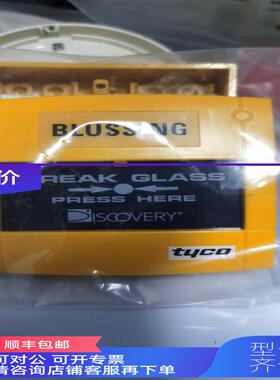 BLUSSING
价
REAK GLASS
PRESS HERE
DISCOVERY®
tyco
顺丰包邮
可对公 可开专票
请咨询店铺客服再下单
型
齐